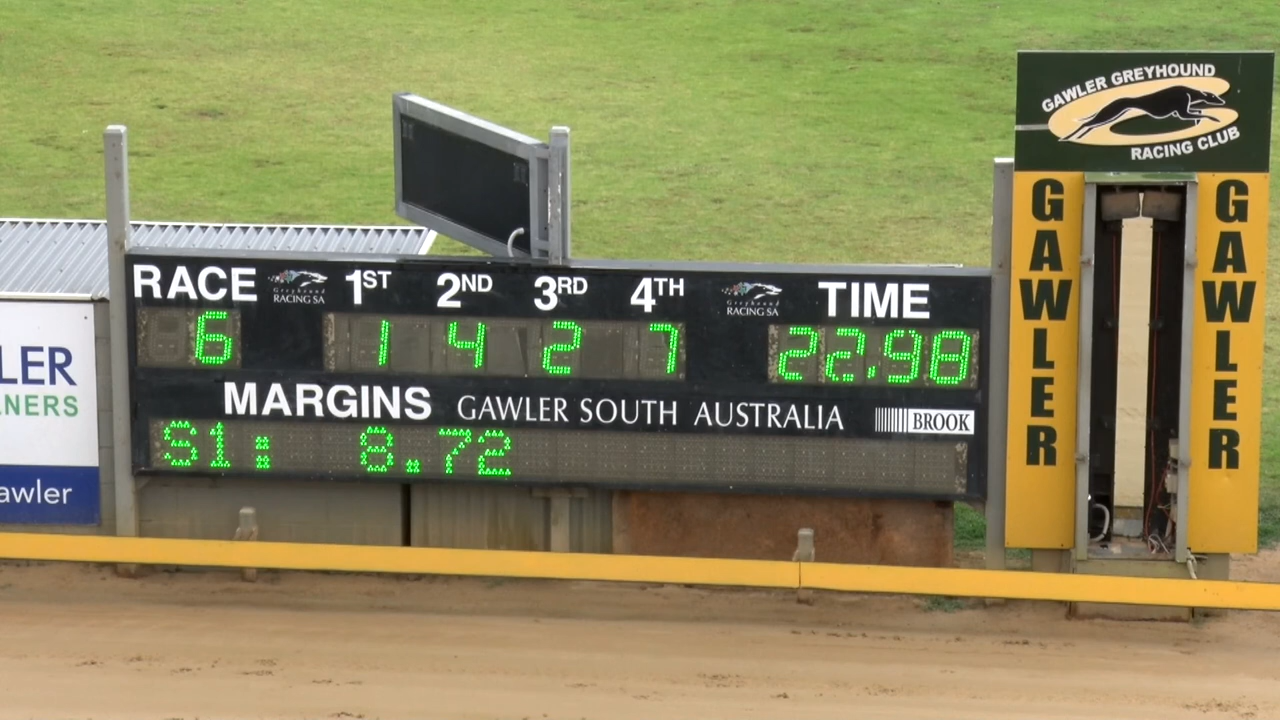 GAWLER GREYHOUND
RACING CLUB
GAWLER
GAWLER
RACE
Greyhound
RACING SA
1ST 2ND 3RD 4TH
Greyhound
RACING SA
TIME
6 1 4 2 7 22.98
MARGINS GAWLER SOUTH AUSTRALIA BROOK
S1: 8.72
LER
NERS
awler